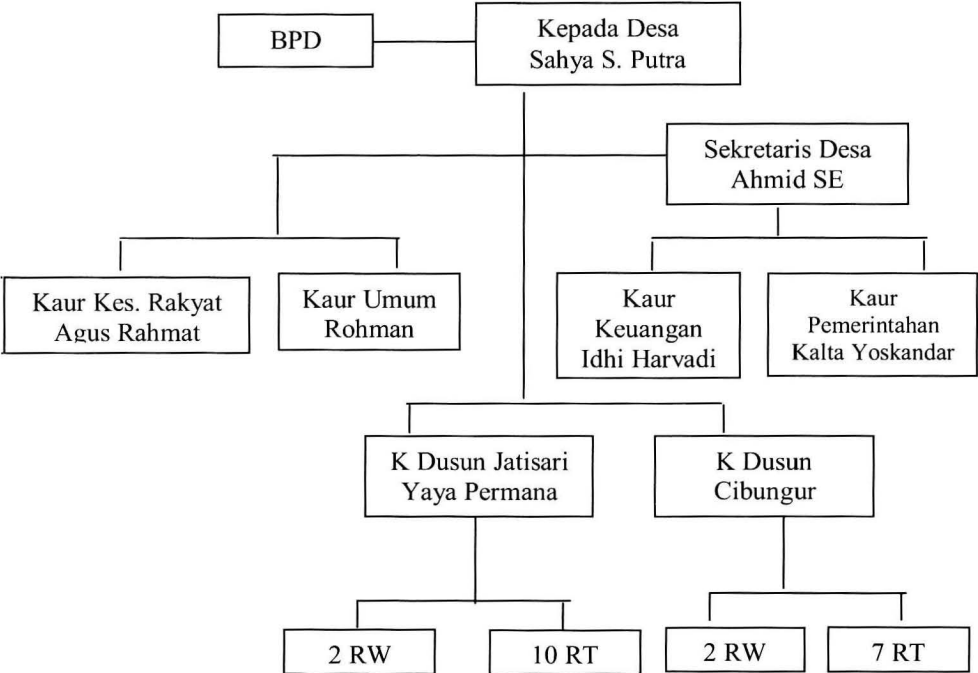 BPD
Kepada Desa
Sahya S. Putra
Sekretaris Desa
Ahmid SE
Kaur Kes. Rakyat
Agus Rahmat
Kaur Umum
Rohman
Kaur
Keuangan
Idhi Harvadi
Kaur
Pemerintahan
Kalta Yoskandar
K Dusun Jatisari
Yaya Permana
K Dusun
Cibungur
2 RW
10 RT
2 RW
7 RT